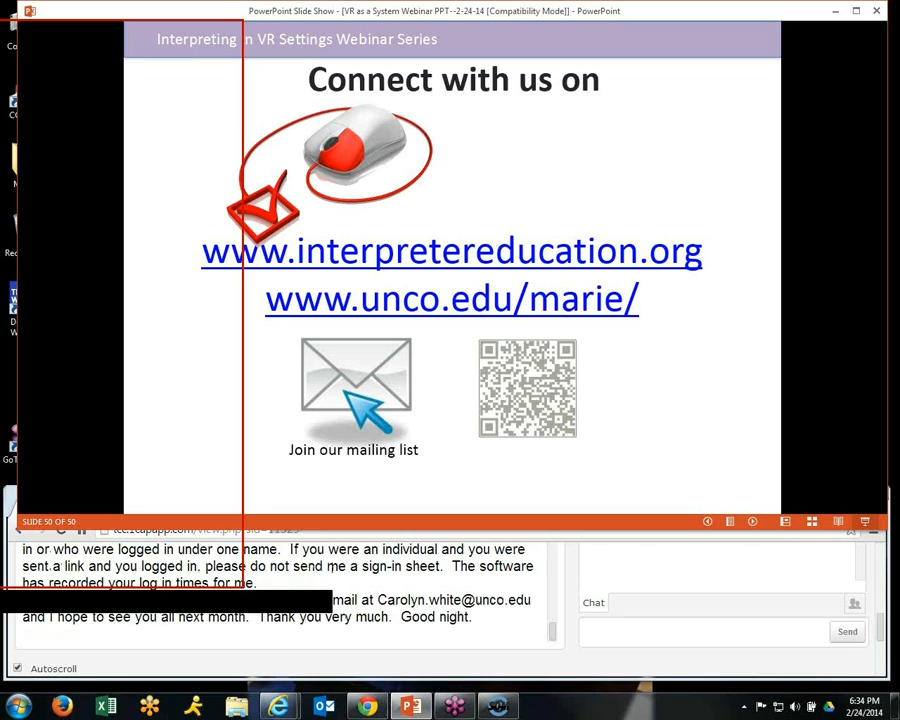 PowerPoint Slide Show - [VR as a System Webinar PPT--2-24-14 [Compatibility Mode]] - PowerPoint
Interpreting in VR Settings Webinar Series
Connect with us on
www.interpretereducation.org
www.unco.edu/marie/
Join our mailing list
SLIDE 50 OF 50
in or who were logged in under one name. If you were an individual and you were
sent a link and you logged in, please do not send me a sign-in sheet. The software
has recorded your log in times for me.
mail at Carolyn.white@unco.edu
and I hope to see you all next month. Thank you very much. Good night.
Chat
Send
Autoscroll
6:34 PM
2/24/2014